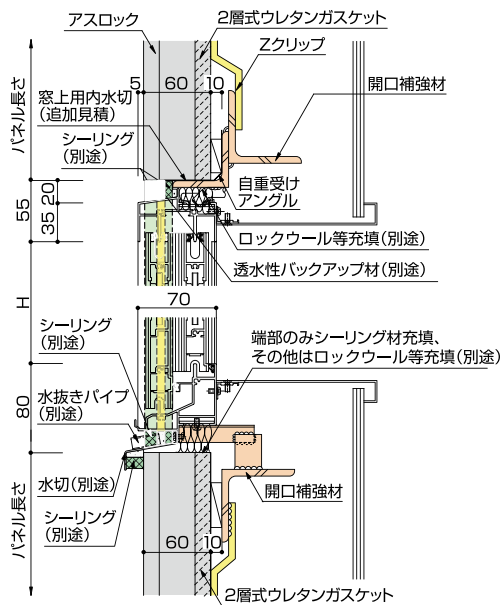 アスロック
2層式ウレタンガスケット
Zクリップ
パネル長さ
5
60
10
開口補強材
窓上用内水切
(追加見積)
シーリング
(別途)
自重受け
アングル
55
20
35
ロックウール等充填(別途)
透水性バックアップ材(別途)
H
70
シーリング
(別途)
端部のみシーリング材充填、
その他はロックウール等充填(別途)
80
水抜きパイプ
(別途)
水切(別途)
シーリング
(別途)
開口補強材
パネル長さ
60
10
2層式ウレタンガスケット